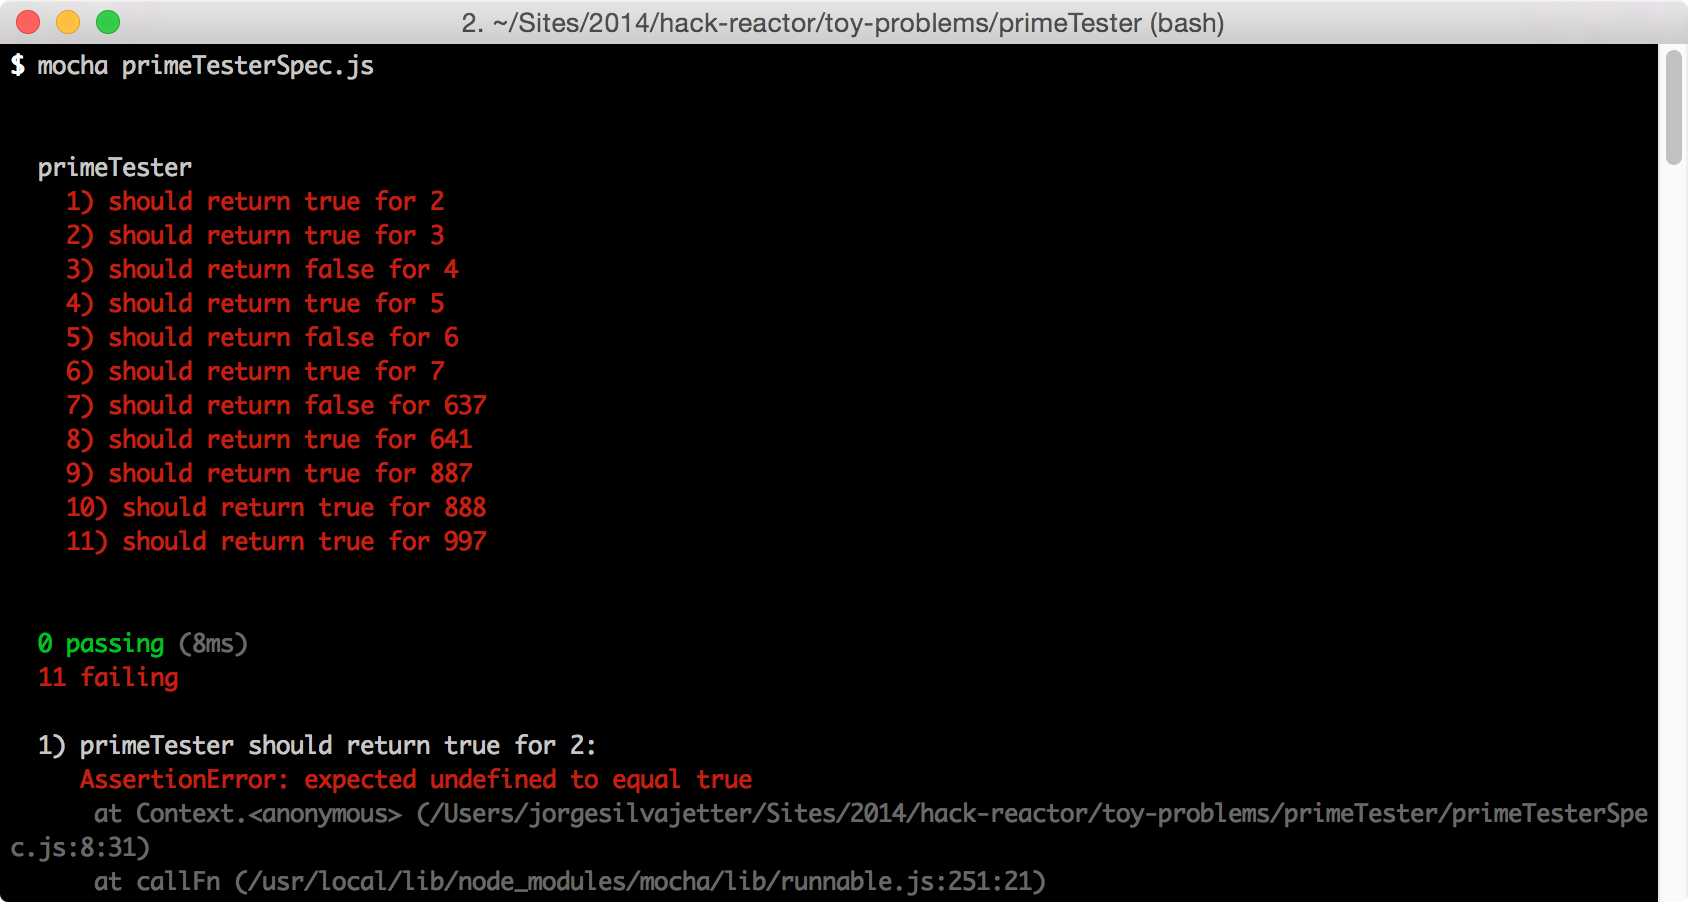 2. ~/Sites/2014/hack-reactor/toy-problems/primeTester (bash)
$ mocha primeTesterSpec.js
primeTester
1) should return true for 2
2) should return true for 3
3) should return false for 4
4) should return true for 5
5) should return false for 6
6) should return true for 7
7) should return false for 637
8) should return true for 641
9) should return true for 887
10) should return true for 888
11) should return true for 997
0 passing (8ms)
11 failing
1) primeTester should return true for 2:
AssertionError: expected undefined to equal true
at Context.<anonymous> (/Users/jorgesilvajetter/Sites/2014/hack-reactor/toy-problems/primeTester/primeTesterSpe
c.js:8:31)
at callFn (/usr/local/lib/node_modules/mocha/lib/runnable.js:251:21)